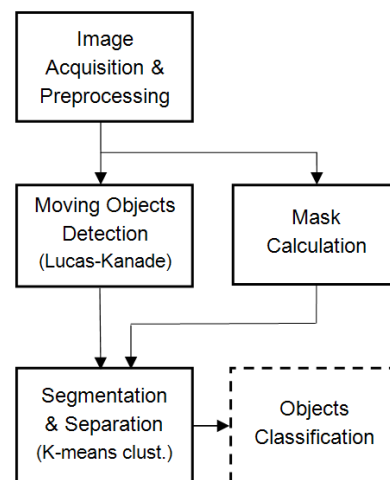 Image
Acquisition &
Preprocessing
Moving Objects
Detection
(Lucas-Kanade)
Mask
Calculation
Segmentation
& Separation
(K-means clust.)
Objects
Classification